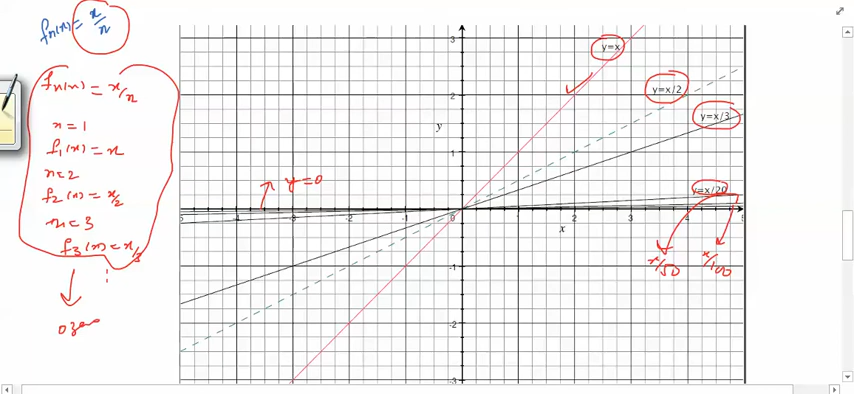 fn(x) = x/n
fn(x) = x/n
n=1
f1(x) = x
n=2
f2(x) = x/2
n=3
f3(x) = x/3
0 zero
y=x
y=x/2
y=x/3
y=x/20
y=0
x/50
x/100
y
x
3
2
1
-1
-2
-3
-4
-3
-2
-1
1
2
3
4
5